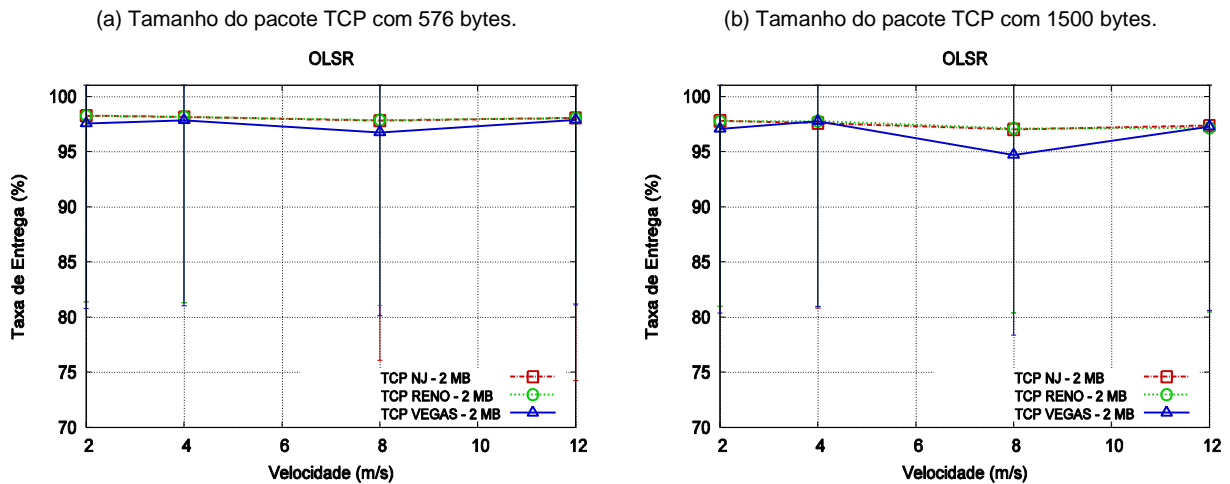 (a) Tamanho do pacote TCP com 576 bytes.
OLSR
Taxa de Entrega (%)
100
95
90
85
80
75
70
TCP NJ - 2 MB
TCP RENO - 2 MB
TCP VEGAS - 2 MB
2 4 6 8 10 12
Velocidade (m/s)
(b) Tamanho do pacote TCP com 1500 bytes.
OLSR
Taxa de Entrega (%)
100
95
90
85
80
75
70
TCP NJ - 2 MB
TCP RENO - 2 MB
TCP VEGAS - 2 MB
2 4 6 8 10 12
Velocidade (m/s)